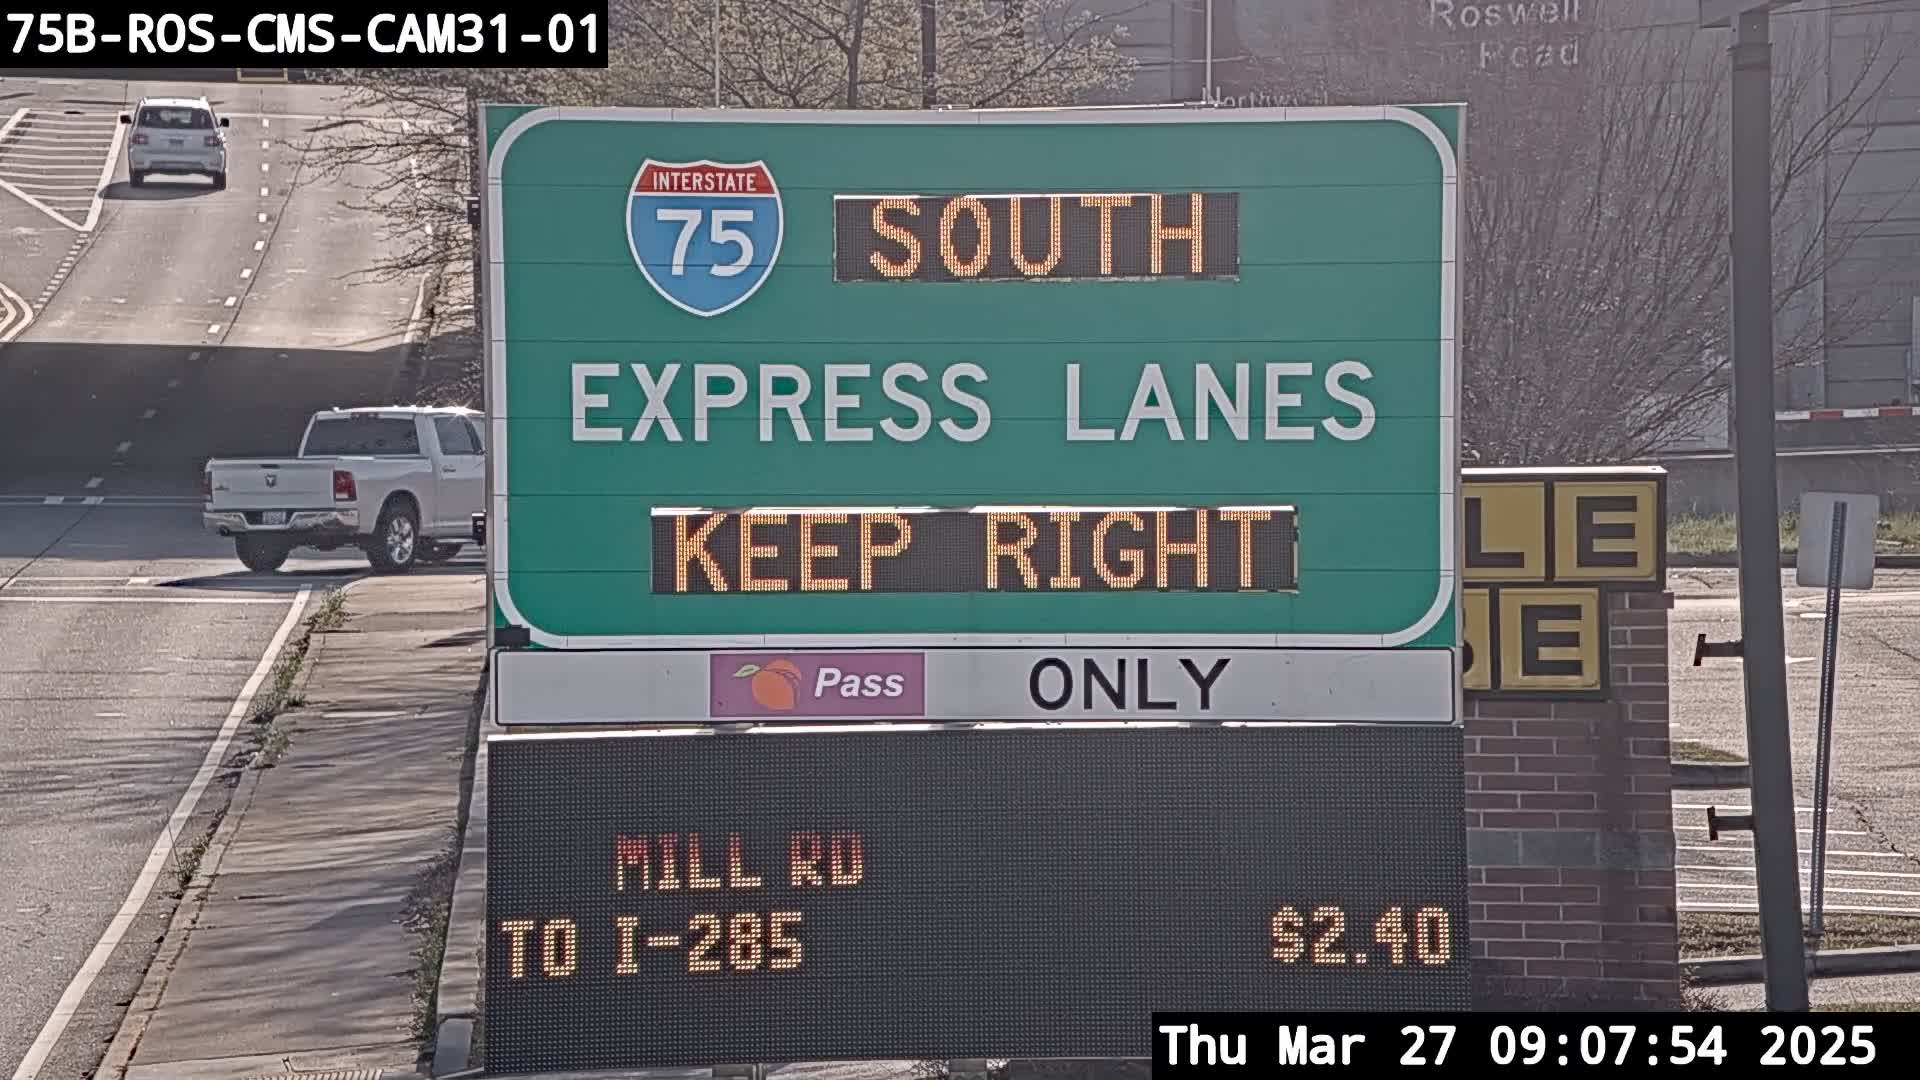 75B-ROS-CMS-CAM31-01
Roswell
Road
INTERSTATE
75
SOUTH
EXPRESS LANES
KEEP RIGHT
Pass ONLY
LE
E
MILL RD
TO I-285 $2.40
Thu Mar 27 09:07:54 2025